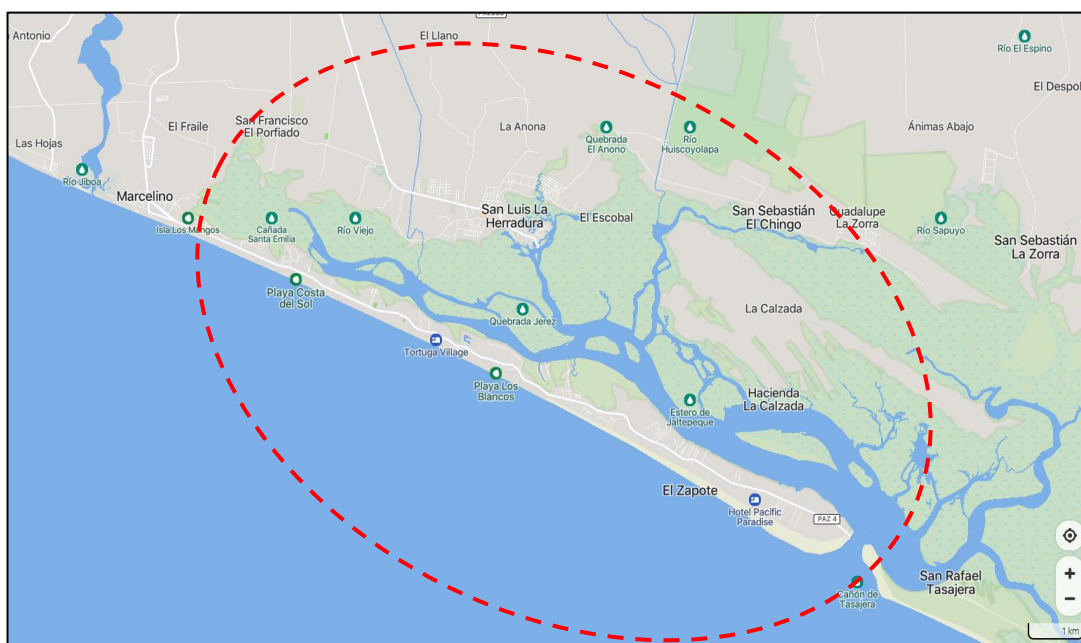 El Llano
n Antonio
Río El Espino
El Despol
San Francisco
El Porfiado
El Fraile
La Anona
Ánimas Abajo
Las Hojas
Quebrada
El Anono
Río
Huiscoyolapa
Río Jiboa
Marcelino
Isla Los Mangos
Cañada
Santa Emilia
Río Viejo
San Luis La
Herradura
El Escobal
San Sebastián
El Chingo
Guadalupe
La Zorra
Río Sapuyo
San Sebastián
La Zorra
Playa Costa
del Sol
Quebrada Jerez
La Calzada
Tortuga Village
Playa Los
Blancos
Hacienda
La Calzada
Estero de
Jaltepeque
El Zapote
Hotel Pacific
Paradise
PAZ 4
San Rafael
Tasajera
Cañón de
Tasajera
+
−
1 km